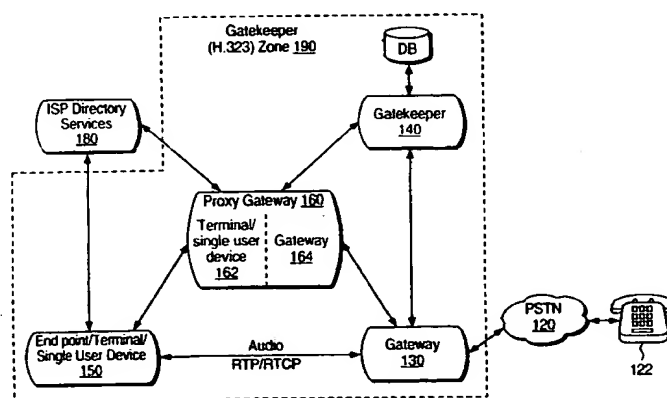 Gatekeeper
(H.323) Zone 190
DB
ISP Directory
Services
180
Gatekeeper
140
Proxy Gateway 160
Terminal/
single user
device
162
Gateway
164
PSTN
120
End point/Terminal/
Single User Device
150
Audio
RTP/RTCP
Gateway
130
122